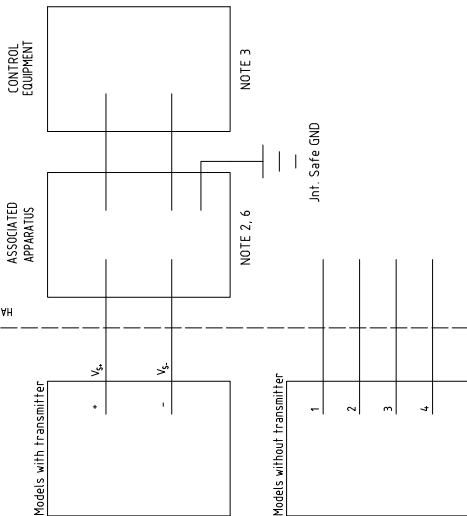 CONTROL
EQUIPMENT
NOTE 3
ASSOCIATED
APPARATUS
NOTE 2, 6
Jnt. Safe GND
HA
Models with transmitter
+
VS+
-
VS-
Models without transmitter
1
2
3
4